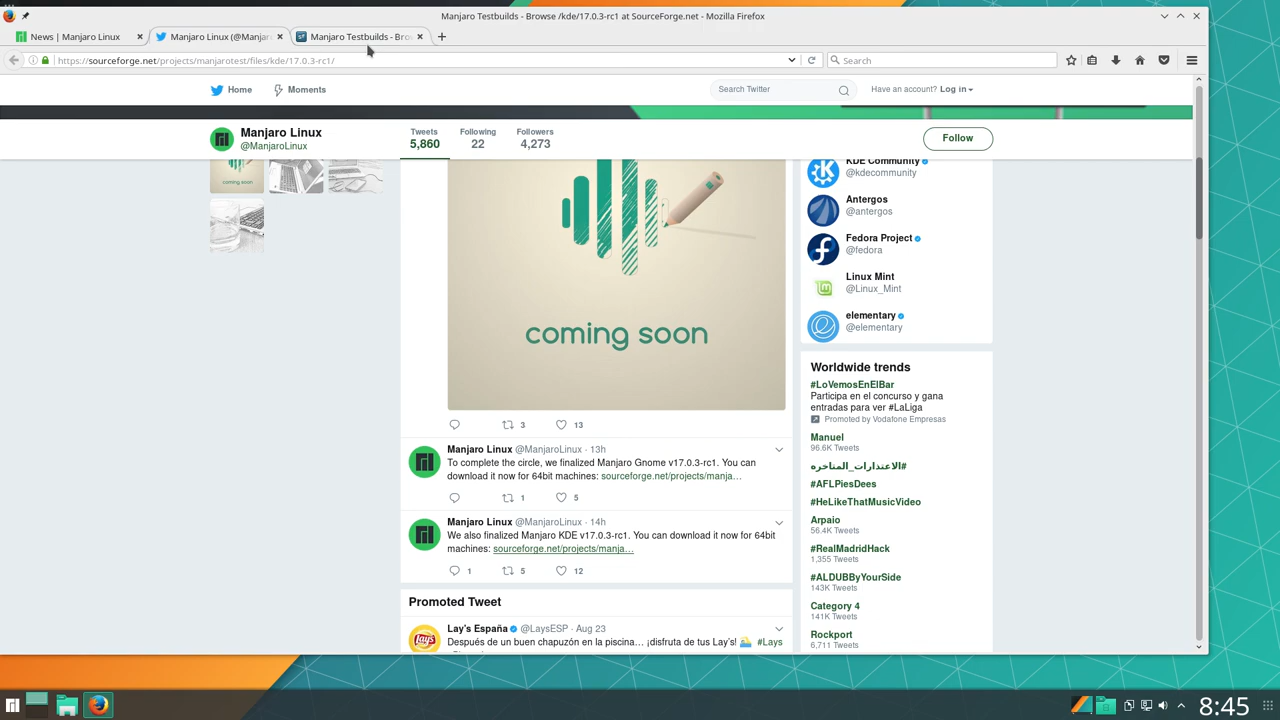 Manjaro Testbuilds - Browse /kde/17.0.3-rc1 at SourceForge.net - Mozilla Firefox
News | Manjaro Linux
Manjaro Linux (@Manjar
Manjaro Testbuilds - Bro
https://sourceforge.net/projects/manjarotest/files/kde/17.0.3-rc1/
Search
Home
Moments
Search Twitter
Have an account? Log in
Manjaro Linux
@ManjaroLinux
Tweets
5,860
Following
22
Followers
4,273
Follow
coming soon
coming soon
3
13
Manjaro Linux @ManjaroLinux · 13h
To complete the circle, we finalized Manjaro Gnome v17.0.3-rc1. You can
download it now for 64bit machines: sourceforge.net/projects/manja…
1
5
Manjaro Linux @ManjaroLinux · 14h
We also finalized Manjaro KDE v17.0.3-rc1. You can download it now for 64bit
machines: sourceforge.net/projects/manja…
1
5
12
Promoted Tweet
Lay's España @LaysESP · Aug 23
Después de un buen chapuzón en la piscina… ¡disfruta de tus Lay's! #Lays
KDE Community
@kdecommunity
Antergos
@antergos
Fedora Project
@fedora
Linux Mint
@Linux_Mint
elementary
@elementary
Worldwide trends
#LoVemosEnElBar
Participa en el concurso y gana
entradas para ver #LaLiga
Promoted by Vodafone Empresas
Manuel
96.6K Tweets
#الاعتذارات_المتاخره
#AFLPiesDees
#HeLikeThatMusicVideo
Arpaio
56.4K Tweets
#RealMadridHack
1,355 Tweets
#ALDUBByYourSide
143K Tweets
Category 4
141K Tweets
Rockport
6,711 Tweets
8:45